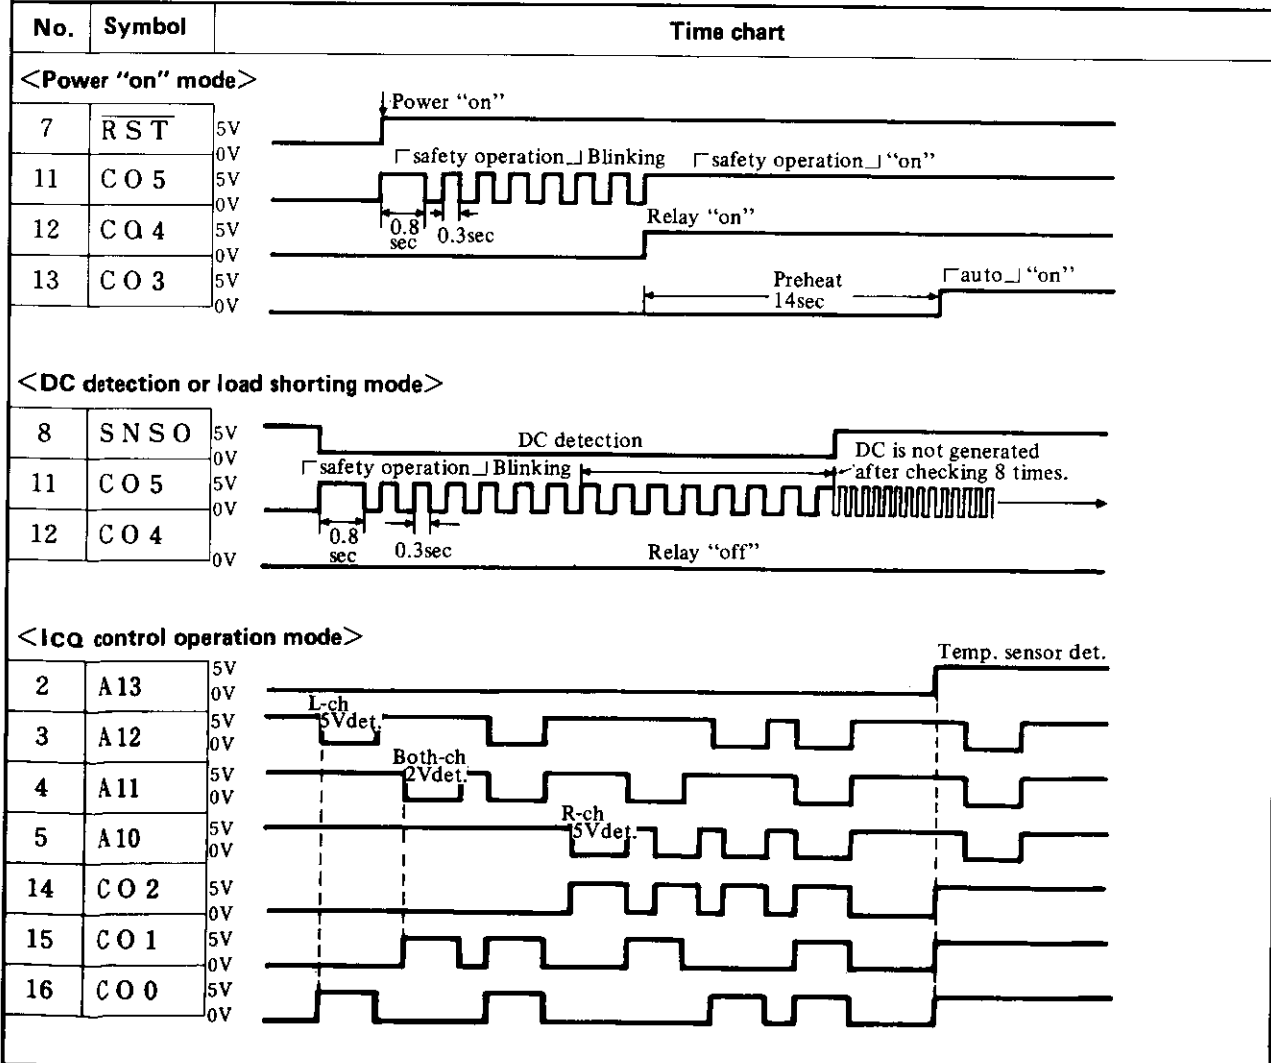 No. Symbol Time chart
<Power "on" mode>
Power "on"
7 RST 5V
0V
「safety operation」 Blinking 「safety operation」 "on"
11 CO5 5V
0V
0.8 sec 0.3sec
Relay "on"
12 CO4 5V
0V
13 CO3 5V
0V
Preheat
14sec
「auto」 "on"
<DC detection or load shorting mode>
8 SNSO 5V
0V
DC detection
DC is not generated
after checking 8 times.
「safety operation」 Blinking
11 CO5 5V
0V
0.8
sec
0.3sec
12 CO4
0V
Relay "off"
<ICQ control operation mode>
Temp. sensor det.
2 A13 5V
0V
L-ch
5Vdet.
3 A12 5V
0V
Both-ch
2Vdet.
4 A11 5V
0V
R-ch
5Vdet.
5 A10 5V
0V
14 CO2 5V
0V
15 CO1 5V
0V
16 CO0 5V
0V